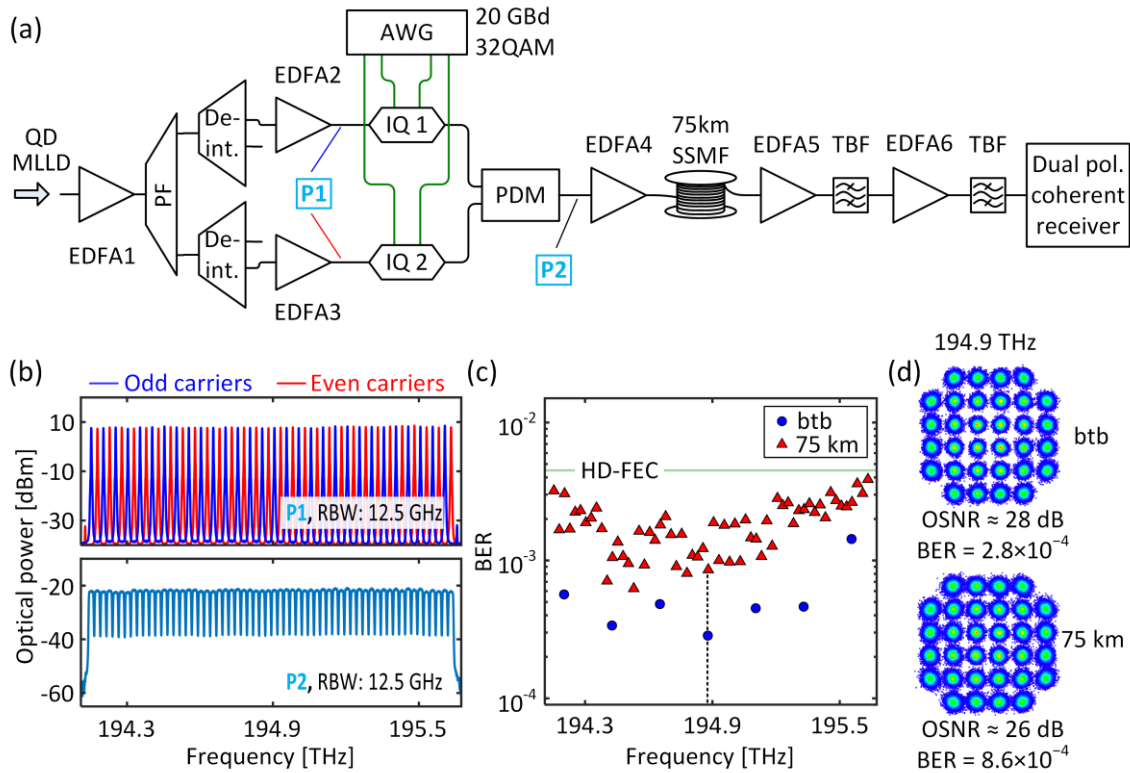 (a)
AWG
20 GBd
32QAM
QD
MLLD
EDFA1
PF
De-
int.
De-
int.
EDFA2
EDFA3
P1
IQ 1
IQ 2
PDM
P2
EDFA4
75km
SSMF
EDFA5
TBF
EDFA6
TBF
Dual pol.
coherent
receiver
(b)
Odd carriers
Even carriers
Optical power [dBm]
10
-10
-30
P1, RBW: 12.5 GHz
-20
-40
-60
P2, RBW: 12.5 GHz
194.3
194.9
195.5
Frequency [THz]
(c)
BER
10⁻²
10⁻³
10⁻⁴
btb
75 km
HD-FEC
194.3
194.9
195.5
Frequency [THz]
(d)
194.9 THz
btb
OSNR ≈ 28 dB
BER = 2.8×10⁻⁴
75 km
OSNR ≈ 26 dB
BER = 8.6×10⁻⁴